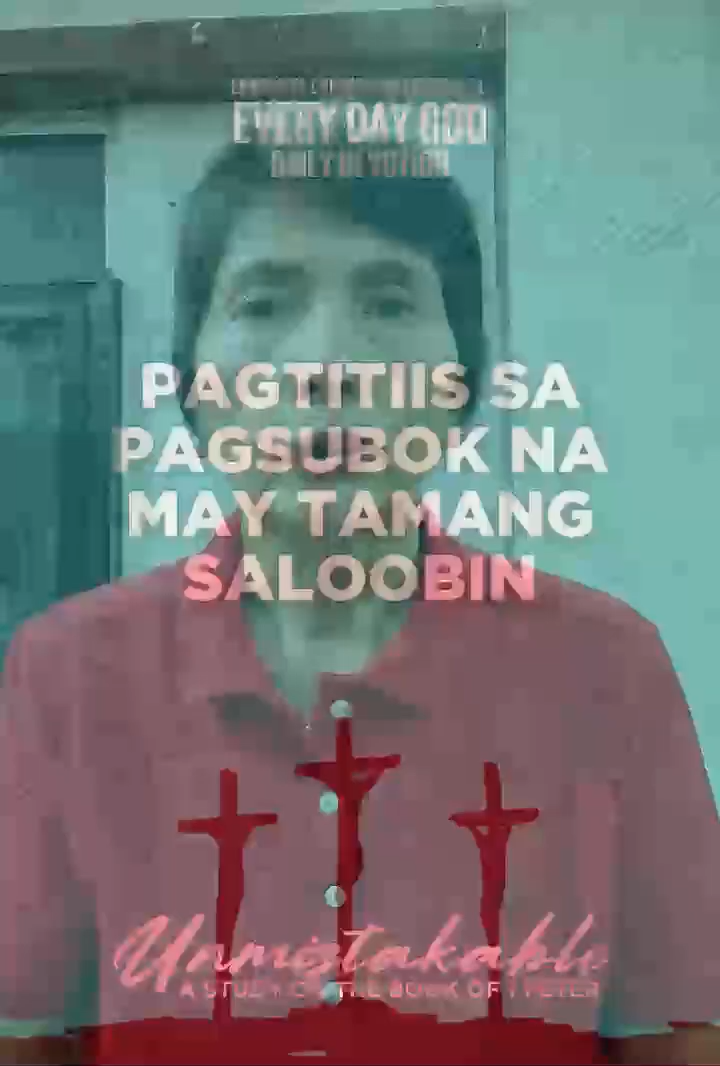 EVERY DAY GOD
DAILY DEVOTION
PAGTITIIS SA
PAGSUBOK NA
MAY TAMANG
SALOOBIN
Unmistakable
A STUDY ON THE BOOK OF 1 PETER